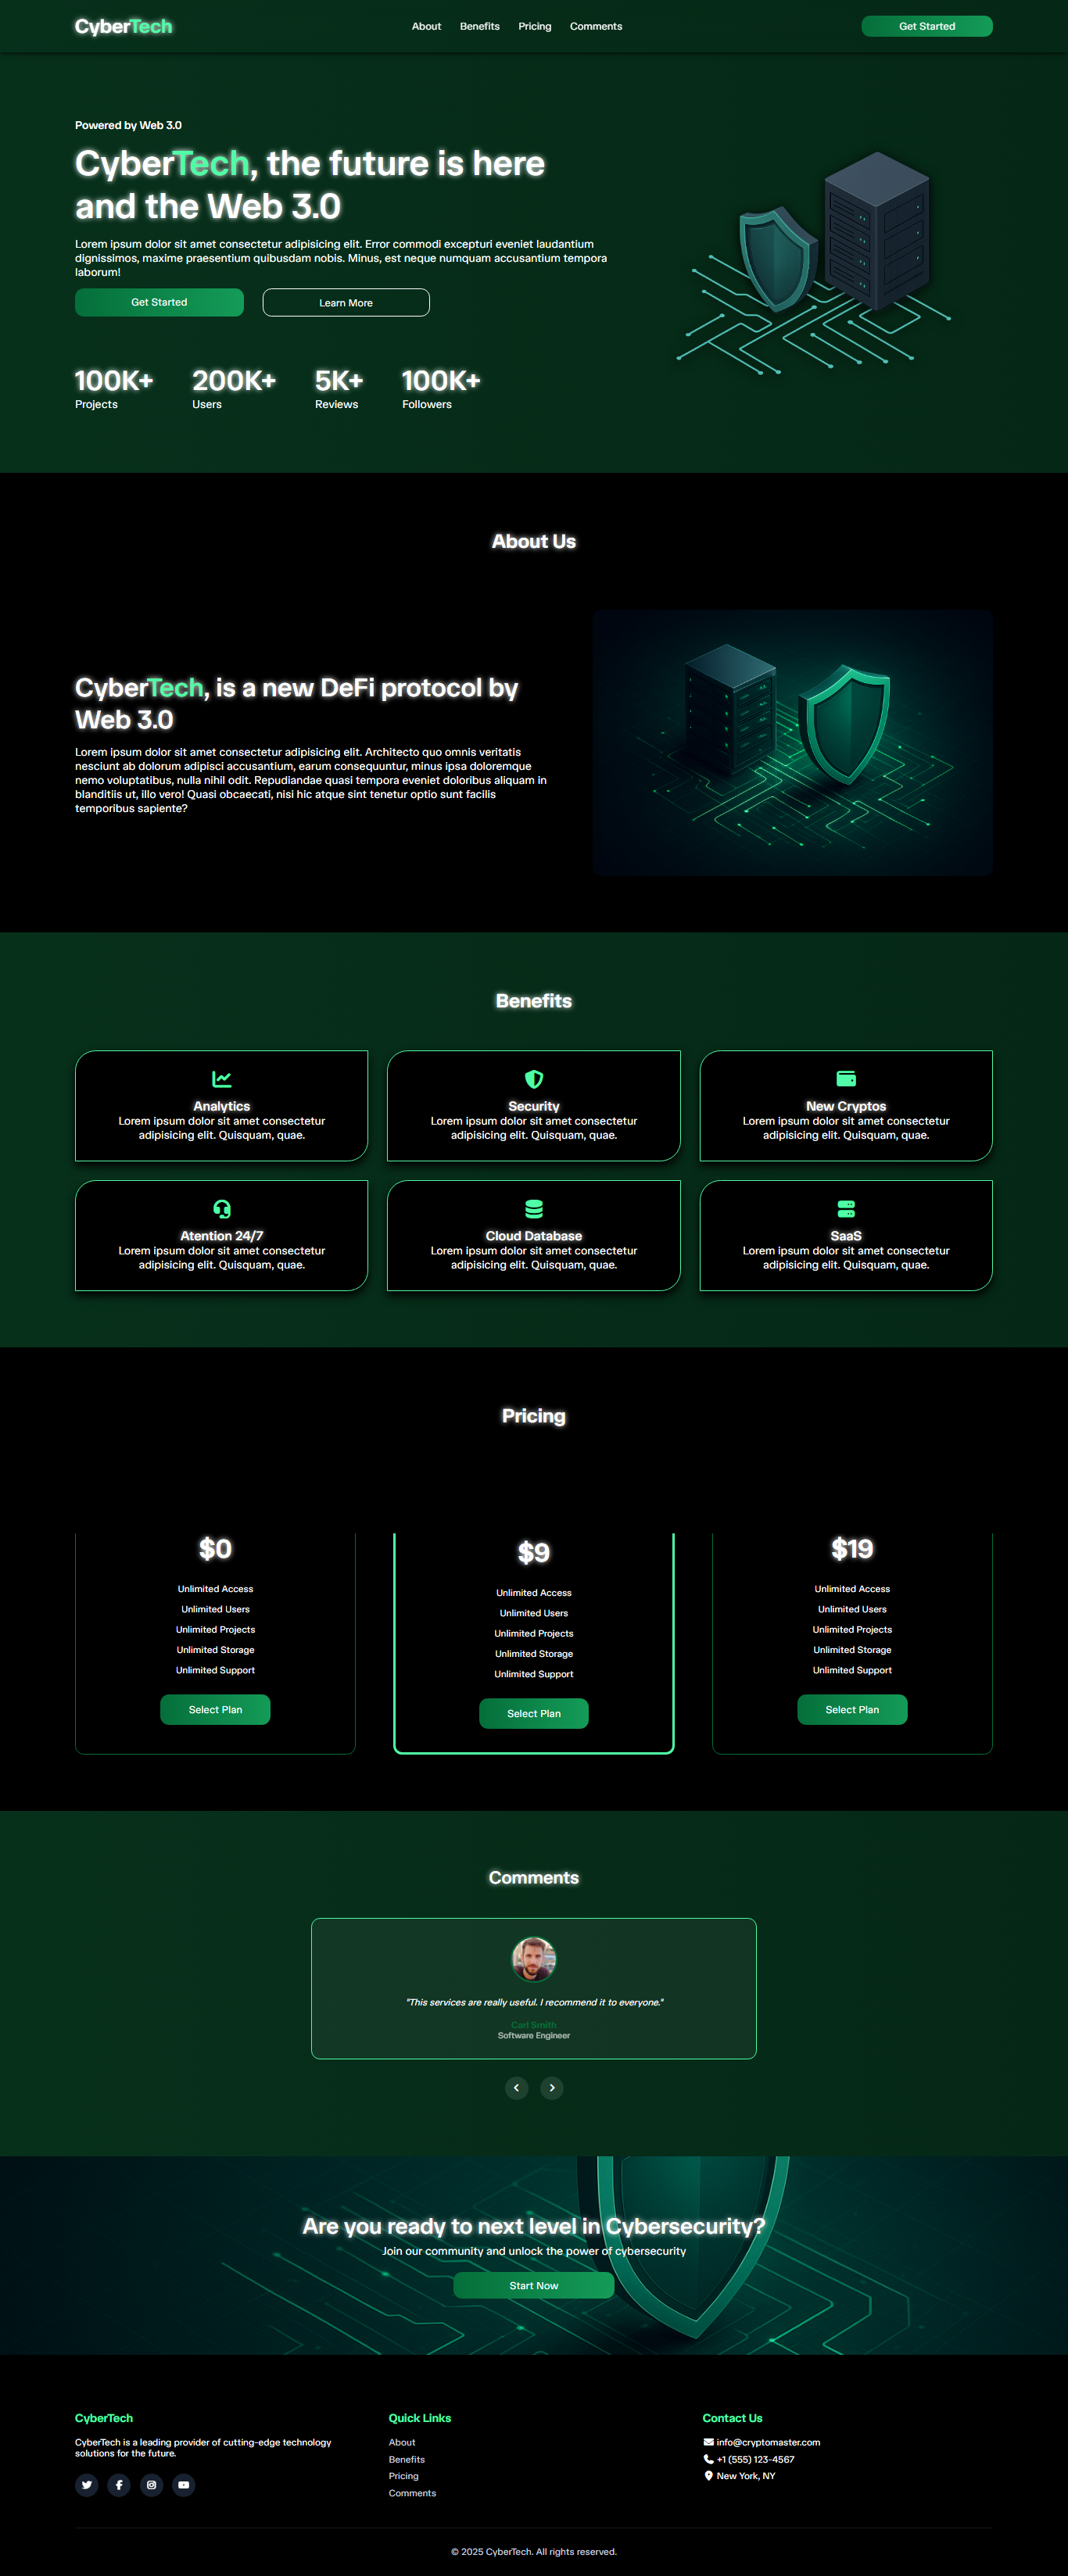 CyberTech
About Benefits Pricing Comments
Get Started
Powered by Web 3.0
CyberTech, the future is here
and the Web 3.0
Lorem ipsum dolor sit amet consectetur adipisicing elit. Error commodi excepturi eveniet laudantium
dignissimos, maxime praesentium quibusdam nobis. Minus, est neque numquam accusantium tempora
laborum!
Get Started
Learn More
100K+ 200K+ 5K+ 100K+
Projects Users Reviews Followers
About Us
CyberTech, is a new DeFi protocol by
Web 3.0
Lorem ipsum dolor sit amet consectetur adipisicing elit. Architecto quo omnis veritatis
nesciunt ab dolorum adipisci accusantium, earum consequuntur, minus ipsa doloremque
nemo voluptatibus, nulla nihil odit. Repudiandae quasi tempora eveniet doloribus aliquam in
blanditiis ut, illo vero! Quasi obcaecati, nisi hic atque sint tenetur optio sunt facilis
temporibus sapiente?
Benefits
Analytics
Lorem ipsum dolor sit amet consectetur
adipisicing elit. Quisquam, quae.
Security
Lorem ipsum dolor sit amet consectetur
adipisicing elit. Quisquam, quae.
New Cryptos
Lorem ipsum dolor sit amet consectetur
adipisicing elit. Quisquam, quae.
Atention 24/7
Lorem ipsum dolor sit amet consectetur
adipisicing elit. Quisquam, quae.
Cloud Database
Lorem ipsum dolor sit amet consectetur
adipisicing elit. Quisquam, quae.
SaaS
Lorem ipsum dolor sit amet consectetur
adipisicing elit. Quisquam, quae.
Pricing
$0
Unlimited Access
Unlimited Users
Unlimited Projects
Unlimited Storage
Unlimited Support
Select Plan
$9
Unlimited Access
Unlimited Users
Unlimited Projects
Unlimited Storage
Unlimited Support
Select Plan
$19
Unlimited Access
Unlimited Users
Unlimited Projects
Unlimited Storage
Unlimited Support
Select Plan
Comments
"This services are really useful. I recommend it to everyone."
Carl Smith
Software Engineer
Are you ready to next level in Cybersecurity?
Join our community and unlock the power of cybersecurity
Start Now
CyberTech
CyberTech is a leading provider of cutting-edge technology
solutions for the future.
Quick Links
About
Benefits
Pricing
Comments
Contact Us
info@cryptomaster.com
+1 (555) 123-4567
New York, NY
© 2025 CyberTech. All rights reserved.